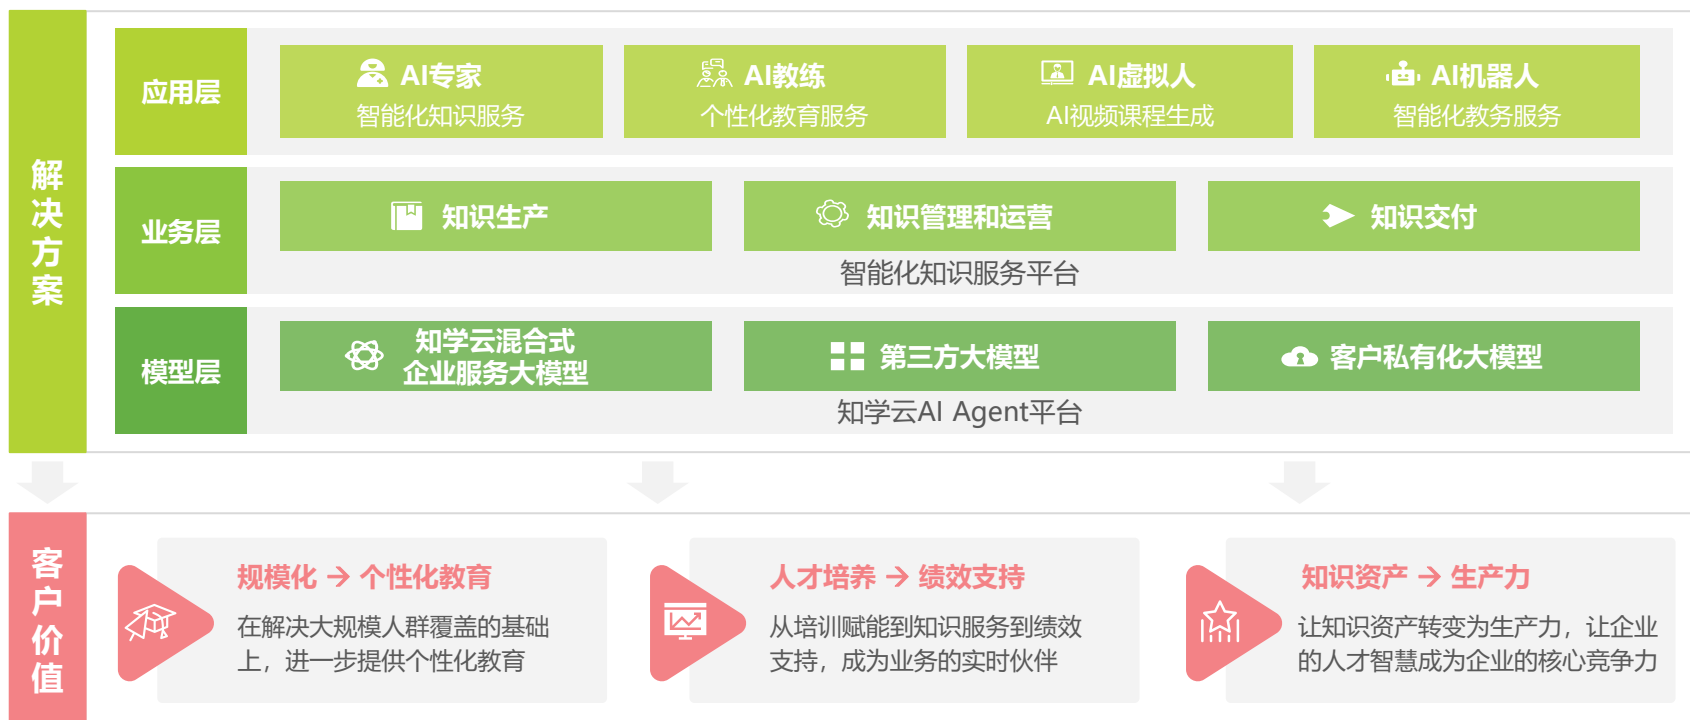 解决方案
应用层
AI专家
智能化知识服务
AI教练
个性化教育服务
AI虚拟人
AI视频课程生成
AI机器人
智能化教务服务
业务层
知识生产
知识管理和运营
知识交付
智能化知识服务平台
模型层
知学云混合式
企业服务大模型
第三方大模型
客户私有化大模型
知学云AI Agent平台
客户价值
规模化 → 个性化教育
在解决大规模人群覆盖的基础
上，进一步提供个性化教育
人才培养 → 绩效支持
从培训赋能到知识服务到绩效
支持，成为业务的实时伙伴
知识资产 → 生产力
让知识资产转变为生产力，让企业
的人才智慧成为企业的核心竞争力